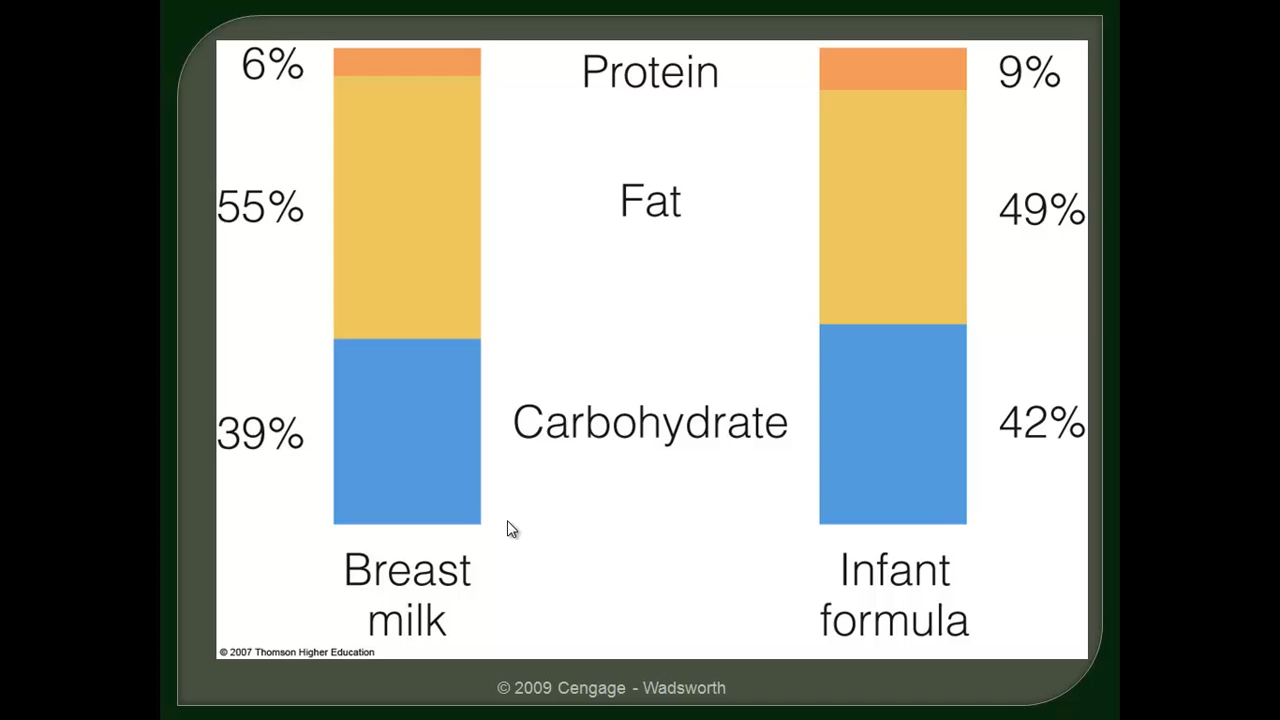 6% Protein 9%
55% Fat 49%
39% Carbohydrate 42%
Breast Infant
milk formula
© 2007 Thomson Higher Education
© 2009 Cengage - Wadsworth